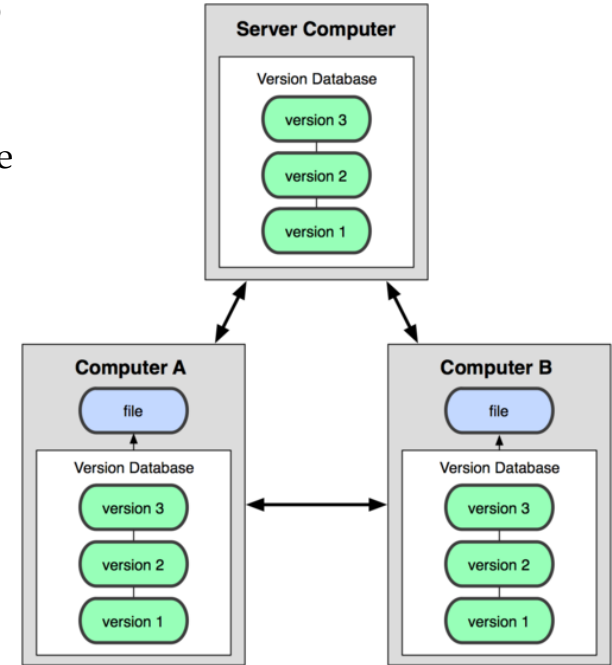 Server Computer
Version Database
version 3
version 2
version 1
e
Computer A
file
Version Database
version 3
version 2
version 1
Computer B
file
Version Database
version 3
version 2
version 1